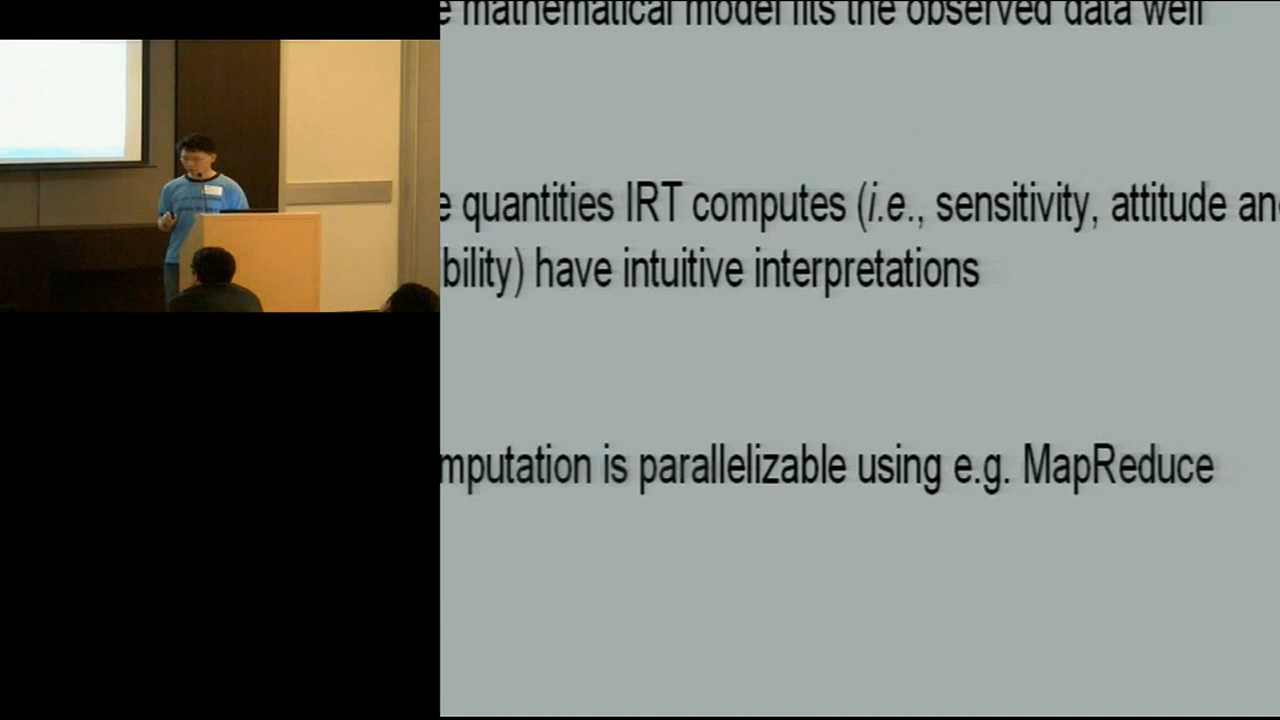 e mathematical model fits the observed data well
e quantities IRT computes (i.e., sensitivity, attitude an
bility) have intuitive interpretations
mputation is parallelizable using e.g. MapReduce